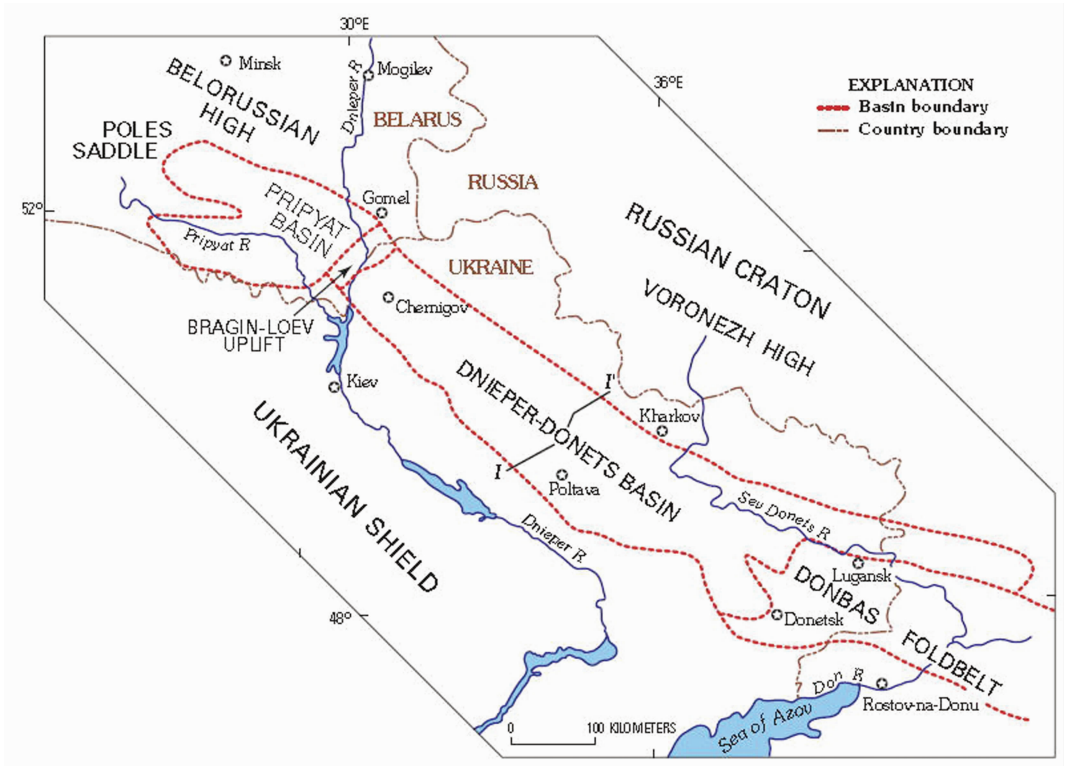 30°E
36°E
EXPLANATION
Basin boundary
Country boundary
Minsk
Mogilev
Dnieper R
BELORUSSIAN
HIGH
BELARUS
POLES
SADDLE
RUSSIA
PRIPYAT
BASIN
Gomel
52°
Pripyat R
UKRAINE
RUSSIAN CRATON
VORONEZH HIGH
Chernigov
BRAGIN-LOEV
UPLIFT
Kiev
DNIEPER-DONETS BASIN
I'
Kharkov
UKRAINIAN SHIELD
I
Poltava
Sev Donets R
Dnieper R
Lugansk
DONBAS
FOLDBELT
48°
Donetsk
Don R
Rostov-na-Donu
Sea of Azov
0 100 KILOMETERS